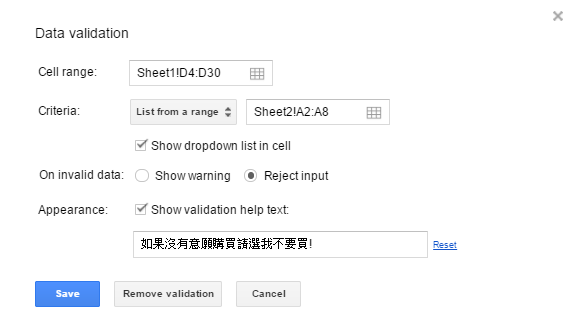 Data validation
Cell range: Sheet1!D4:D30
Criteria: List from a range Sheet2!A2:A8
Show dropdown list in cell
On invalid data: Show warning Reject input
Appearance: Show validation help text:
如果沒有意願購買請選我不要買! Reset
Save Remove validation Cancel